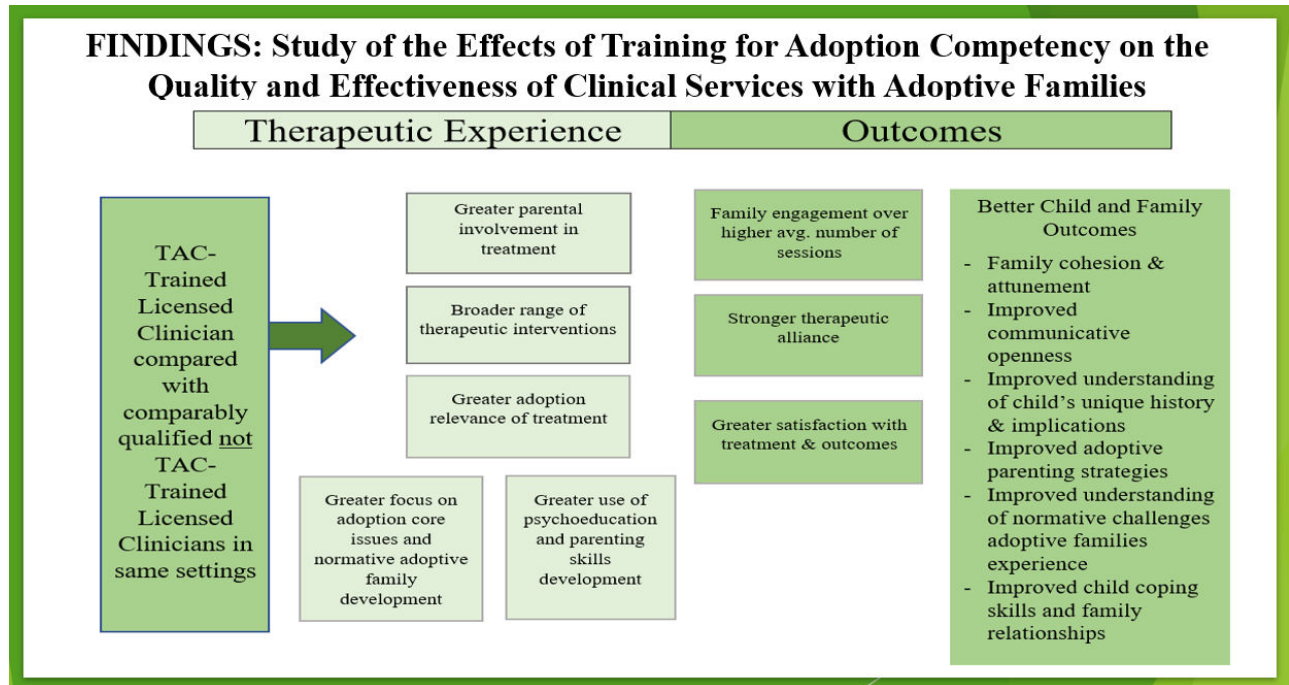 FINDINGS: Study of the Effects of Training for Adoption Competency on the
Quality and Effectiveness of Clinical Services with Adoptive Families
Therapeutic Experience
Outcomes
TAC-
Trained
Licensed
Clinician
compared
with
comparably
qualified not
TAC-
Trained
Licensed
Clinicians in
same settings
Greater parental
involvement in
treatment
Broader range of
therapeutic interventions
Greater adoption
relevance of treatment
Greater focus on
adoption core
issues and
normative adoptive
family
development
Greater use of
psychoeducation
and parenting
skills
development
Family engagement over
higher avg. number of
sessions
Stronger therapeutic
alliance
Greater satisfaction with
treatment & outcomes
Better Child and Family
Outcomes
- Family cohesion &
attunement
- Improved
communicative
openness
- Improved understanding
of child’s unique history
& implications
- Improved adoptive
parenting strategies
- Improved understanding
of normative challenges
adoptive families
experience
- Improved child coping
skills and family
relationships